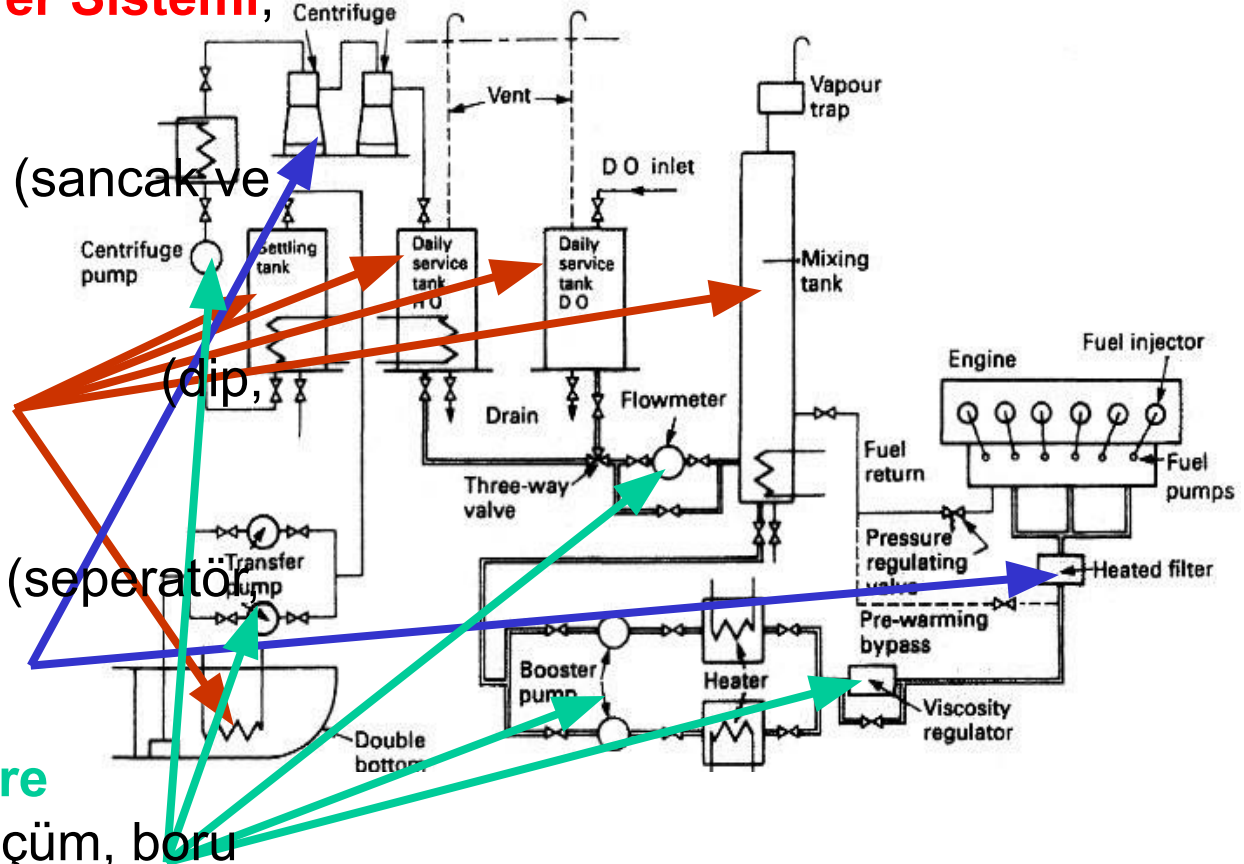 er Sistemi,
Centrifuge
Vapour
trap
Vent
(sancak ve
D O inlet
Centrifuge
pump
Settling
tank
Daily
service
tank
H O
Daily
service
tank
D O
Mixing
tank
(dip,
Engine
Fuel injector
Drain
Flowmeter
Fuel
return
Fuel
pumps
Three-way
valve
Pressure
regulating
valve
Transfer
pump
(seperatör,
Heated filter
Pre-warming
bypass
Booster
pump
Heater
Viscosity
regulator
Double
bottom
re
çüm, boru